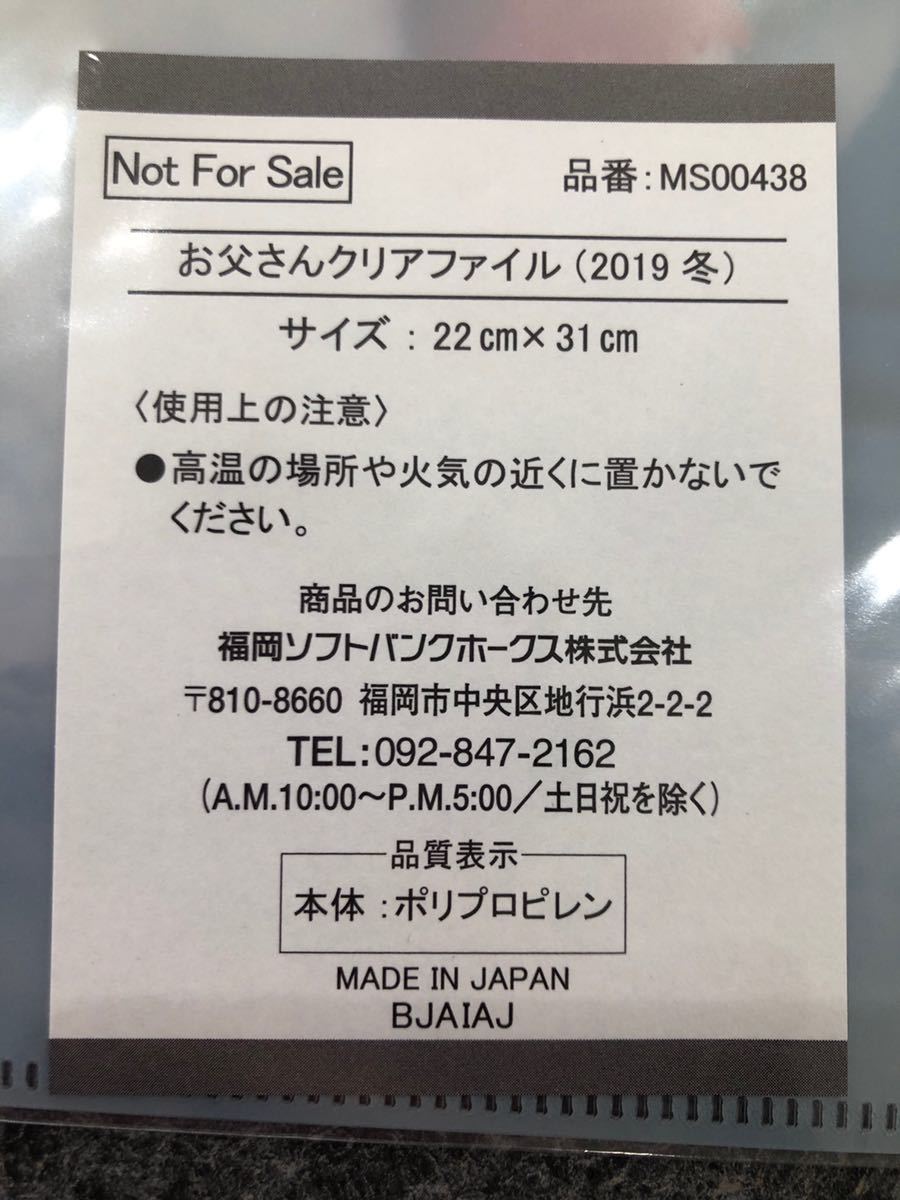 Not For Sale 品番:MS00438
お父さんクリアファイル(2019 冬)
サイズ : 22㎝×31㎝
〈使用上の注意〉
●高温の場所や火気の近くに置かないで
ください。
商品のお問い合わせ先
福岡ソフトバンクホークス株式会社
〒810-8660 福岡市中央区地行浜2-2-2
TEL:092-847-2162
(A.M.10:00～P.M.5:00／土日祝を除く)
品質表示
本体 :ポリプロピレン
MADE IN JAPAN
BJAIAJ